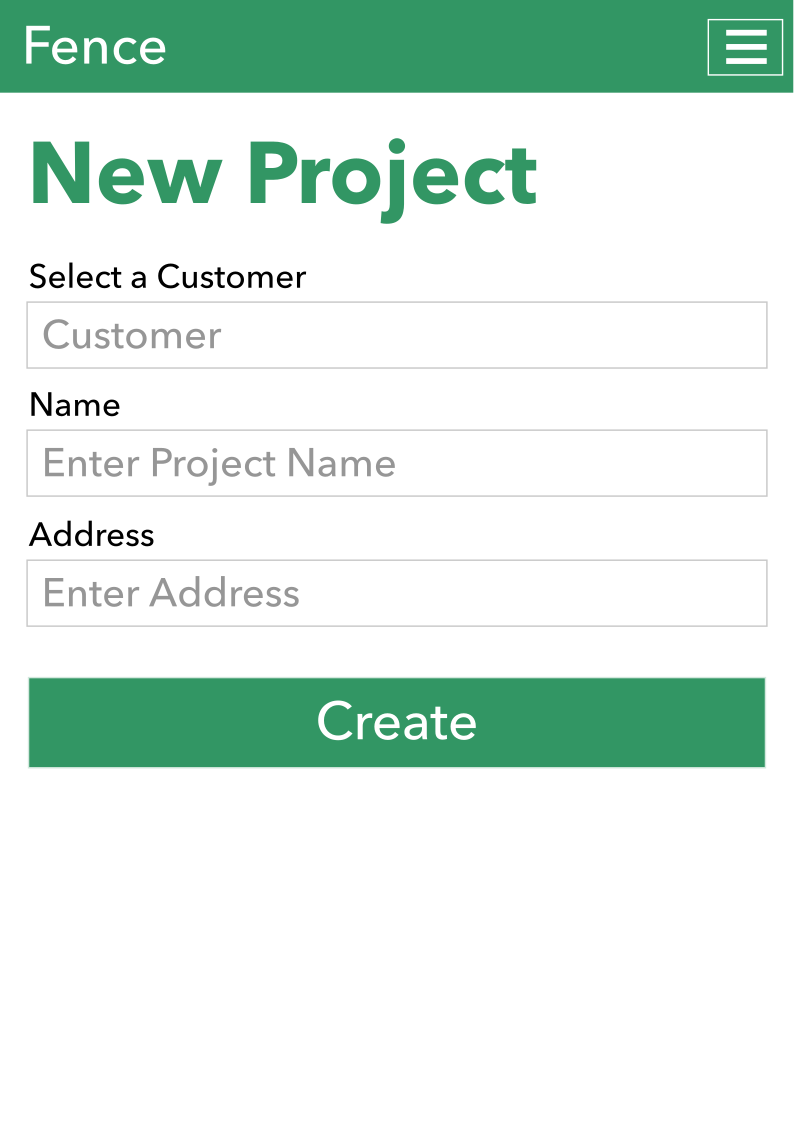 Fence
New Project
Select a Customer
Customer
Name
Enter Project Name
Address
Enter Address
Create